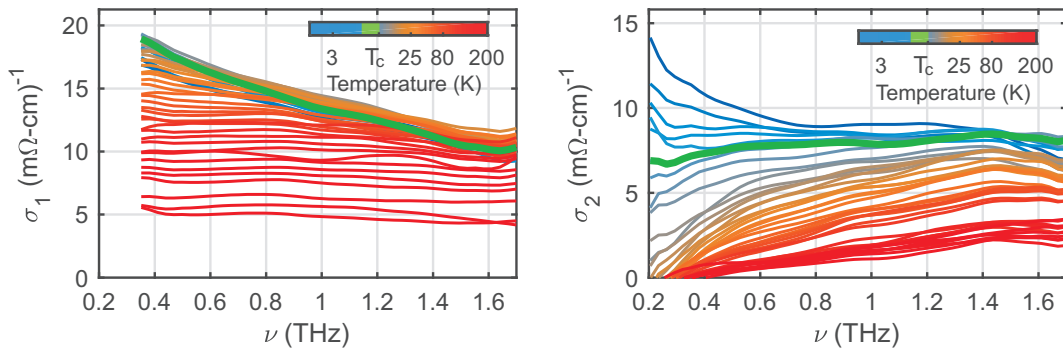 20
15
10
5
0
σ1 (mΩ-cm)-1
3 Tc 25 80 200
Temperature (K)
0.2 0.4 0.6 0.8 1 1.2 1.4 1.6
ν (THz)
15
10
5
0
σ2 (mΩ-cm)-1
3 Tc 25 80 200
Temperature (K)
0.2 0.4 0.6 0.8 1 1.2 1.4 1.6
ν (THz)